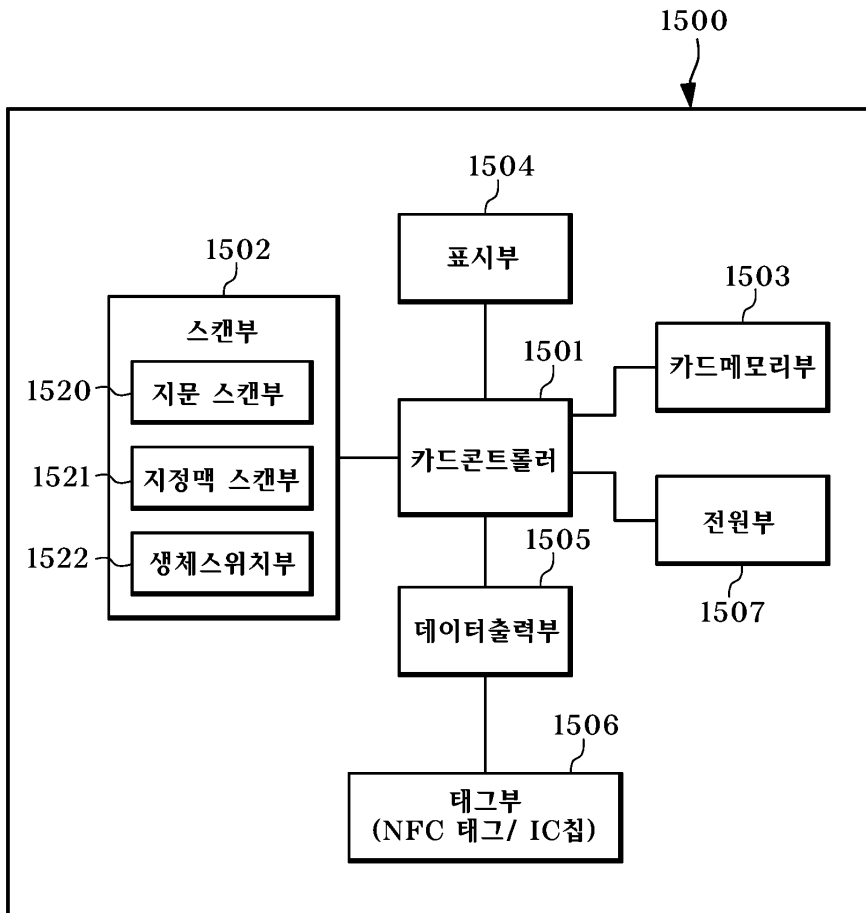 1500
1504
표시부
1502
스캔부
1503
카드메모리부
1520
지문 스캔부
1501
카드콘트롤러
1521
지정맥 스캔부
1522
생체스위치부
전원부
1507
1505
데이터출력부
1506
태그부
(NFC 태그/ IC칩)